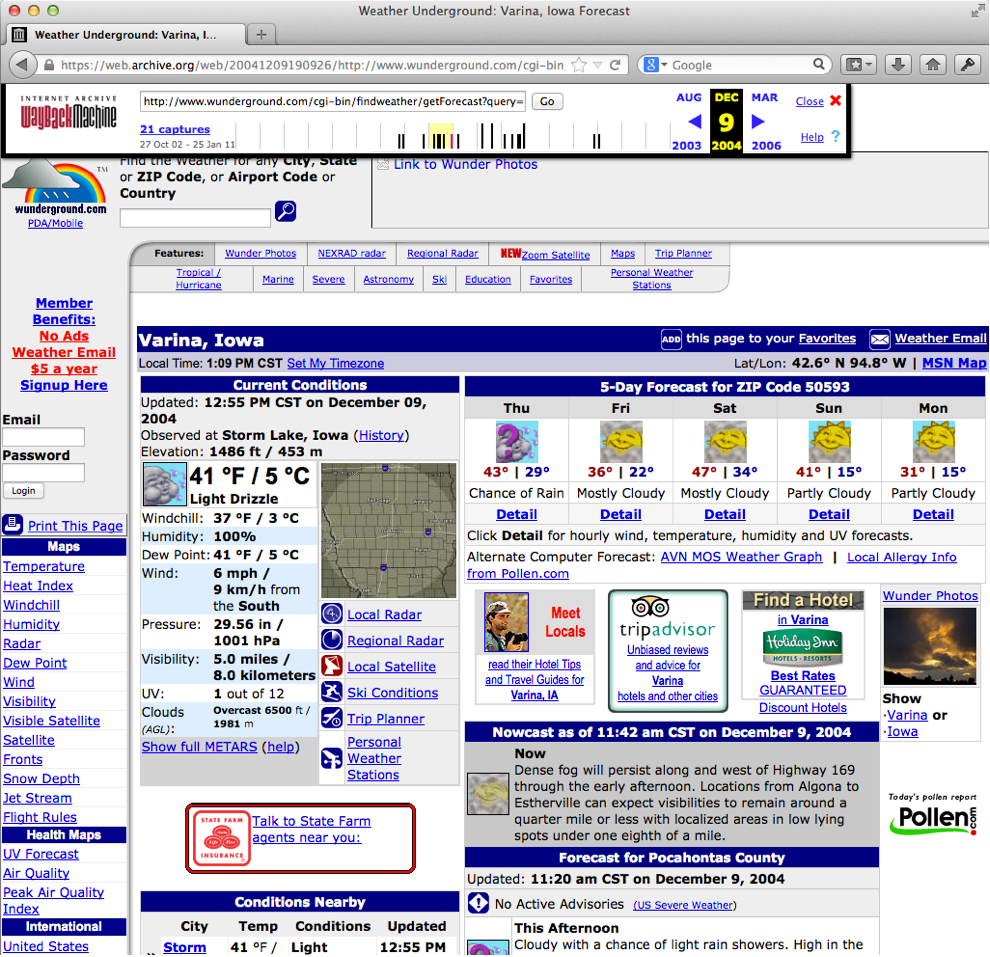 Weather Underground: Varina, Iowa Forecast
Weather Underground: Varina, I...
https://web.archive.org/web/20041209190926/http://www.wunderground.com/cgi-bin
Google
INTERNET ARCHIVE
WayBackMachine
http://www.wunderground.com/cgi-bin/findweather/getForecast?query=
Go
21 captures
27 Oct 02 - 25 Jan 11
AUG DEC MAR
9
2003 2004 2006
Close
Help ?
Find the Weather for any City, State
or ZIP Code, or Airport Code or
Country
Link to Wunder Photos
TM
wunderground.com
PDA/Mobile
Features: Wunder Photos NEXRAD radar Regional Radar NEW Zoom Satellite Maps Trip Planner
Tropical /
Hurricane
Marine Severe Astronomy Ski Education Favorites
Personal Weather
Stations
Member
Benefits:
No Ads
Weather Email
$5 a year
Signup Here
Email
Password
Login
Print This Page
Maps
Temperature
Heat Index
Windchill
Humidity
Radar
Dew Point
Wind
Visibility
Visible Satellite
Satellite
Fronts
Snow Depth
Jet Stream
Flight Rules
Health Maps
UV Forecast
Air Quality
Peak Air Quality
Index
International
United States
Varina, Iowa
ADD this page to your Favorites
Weather Email
Local Time: 1:09 PM CST Set My Timezone
Lat/Lon: 42.6° N 94.8° W | MSN Map
Current Conditions
Updated: 12:55 PM CST on December 09,
2004
Observed at Storm Lake, Iowa (History)
Elevation: 1486 ft / 453 m
41 °F / 5 °C
Light Drizzle
Windchill: 37 °F / 3 °C
Humidity: 100%
Dew Point: 41 °F / 5 °C
Wind: 6 mph /
9 km/h from
the South
Pressure: 29.56 in /
1001 hPa
Visibility: 5.0 miles /
8.0 kilometers
UV: 1 out of 12
Clouds Overcast 6500 ft /
(AGL): 1981 m
Show full METARS (help)
Local Radar
Regional Radar
Local Satellite
Ski Conditions
Trip Planner
Personal
Weather
Stations
STATE FARM
INSURANCE
Talk to State Farm
agents near you:
Conditions Nearby
City Temp Conditions Updated
Storm 41 °F / Light 12:55 PM
5-Day Forecast for ZIP Code 50593
Thu Fri Sat Sun Mon
43° | 29° 36° | 22° 47° | 34° 41° | 15° 31° | 15°
Chance of Rain Mostly Cloudy Mostly Cloudy Partly Cloudy Partly Cloudy
Detail Detail Detail Detail Detail
Click Detail for hourly wind, temperature, humidity and UV forecasts.
Alternate Computer Forecast: AVN MOS Weather Graph | Local Allergy Info
from Pollen.com
Meet
Locals
read their Hotel Tips
and Travel Guides for
Varina, IA
tripadvisor
Unbiased reviews
and advice for
Varina
hotels and other cities
Find a Hotel
in Varina
Holiday Inn
HOTELS · RESORTS
Best Rates
GUARANTEED
Discount Hotels
Wunder Photos
Show
·Varina or
·Iowa
Nowcast as of 11:42 am CST on December 9, 2004
Now
Dense fog will persist along and west of Highway 169
through the early afternoon. Locations from Algona to
Estherville can expect visibilities to remain around a
quarter mile or less with localized areas in low lying
spots under one eighth of a mile.
Today's pollen report
Pollen.com
Forecast for Pocahontas County
Updated: 11:20 am CST on December 9, 2004
No Active Advisories (US Severe Weather)
This Afternoon
Cloudy with a chance of light rain showers. High in the